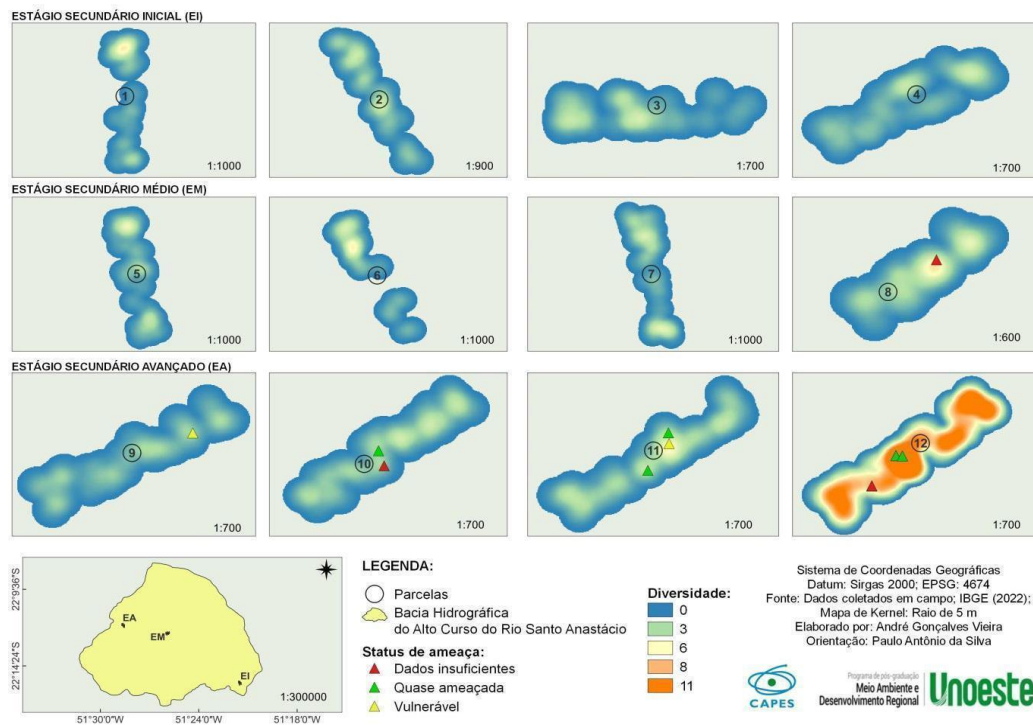 ESTÁGIO SECUNDÁRIO INICIAL (EI)
1
1:1000
2
1:900
3
1:700
4
1:700
ESTÁGIO SECUNDÁRIO MÉDIO (EM)
5
1:1000
6
1:1000
7
1:1000
8
1:600
ESTÁGIO SECUNDÁRIO AVANÇADO (EA)
9
1:700
10
1:700
11
1:700
12
1:700
22°9'36"S
22°14'24"S
EA
EM
EI
1:300000
51°30'0"W
51°24'0"W
51°18'0"W
LEGENDA:
Parcelas
Bacia Hidrográfica
do Alto Curso do Rio Santo Anastácio
Status de ameaça:
Dados insuficientes
Quase ameaçada
Vulnerável
Diversidade:
0
3
6
8
11
Sistema de Coordenadas Geográficas
Datum: Sirgas 2000; EPSG: 4674
Fonte: Dados coletados em campo; IBGE (2022);
Mapa de Kernel: Raio de 5 m
Elaborado por: André Gonçalves Vieira
Orientação: Paulo Antônio da Silva
CAPES
Programa de pós-graduação
Meio Ambiente e
Desenvolvimento Regional
Unoeste